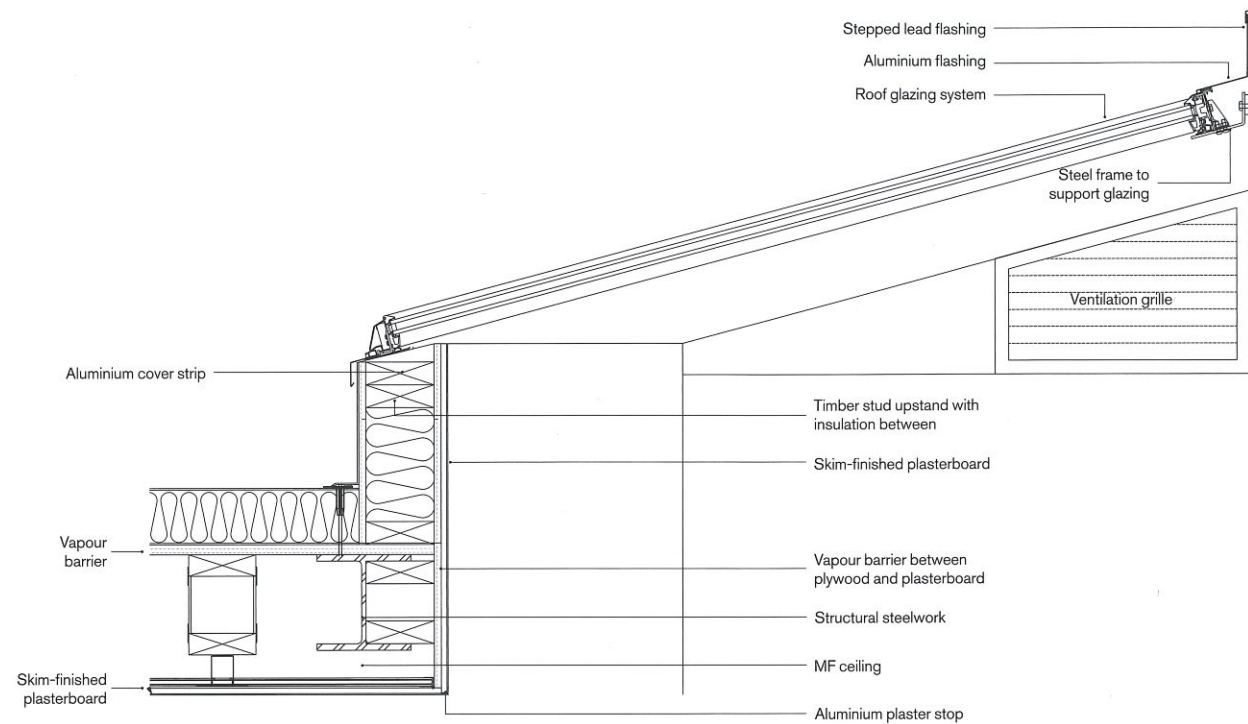 Stepped lead flashing
Aluminium flashing
Roof glazing system
Steel frame to
support glazing
Ventilation grille
Aluminium cover strip
Timber stud upstand with
insulation between
Skim-finished plasterboard
Vapour
barrier
Vapour barrier between
plywood and plasterboard
Structural steelwork
MF ceiling
Skim-finished
plasterboard
Aluminium plaster stop